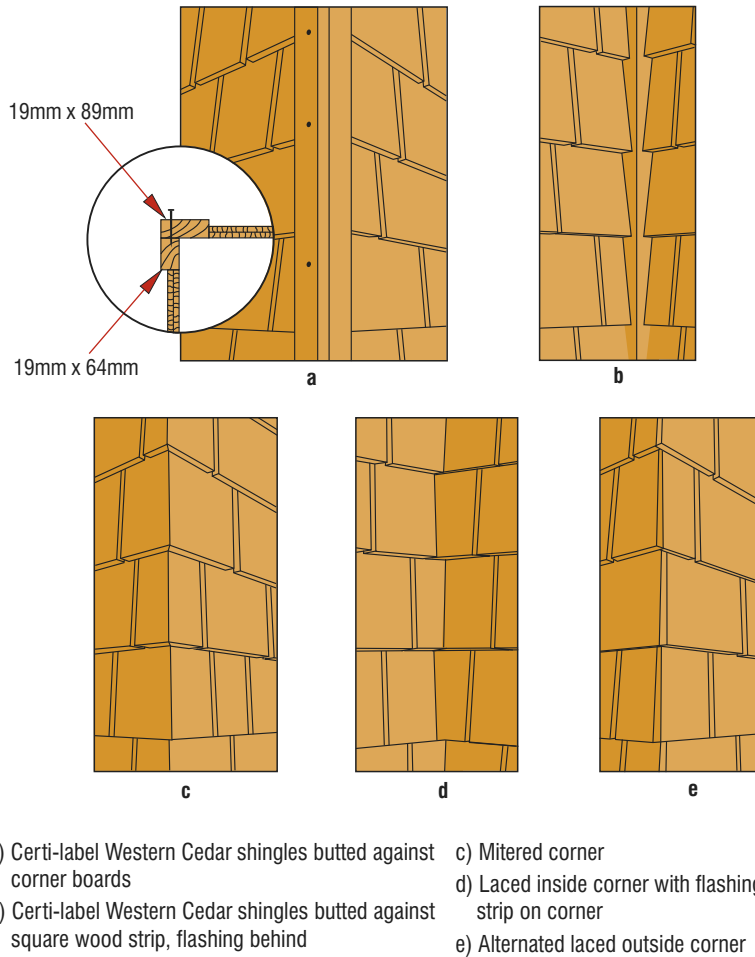 19mm x 89mm
19mm x 64mm
a
b
c
d
e
) Certi-label Western Cedar shingles butted against
corner boards
) Certi-label Western Cedar shingles butted against
square wood strip, flashing behind
c) Mitered corner
d) Laced inside corner with flashing
strip on corner
e) Alternated laced outside corner